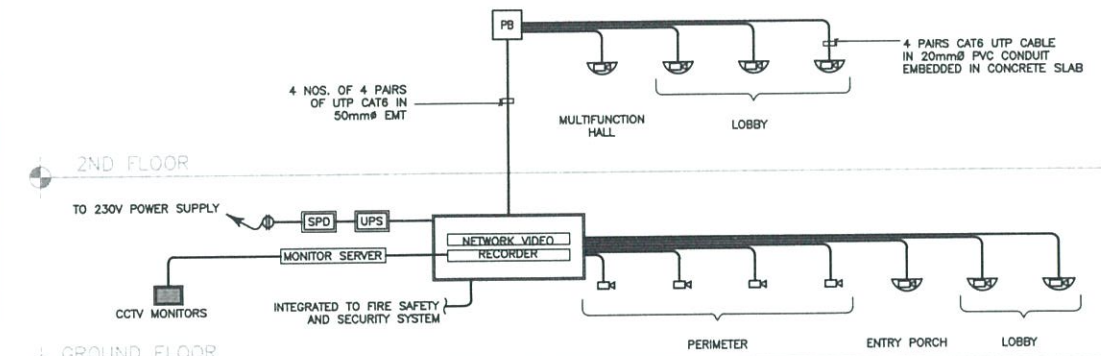 PB
4 PAIRS CAT6 UTP CABLE
IN 20mmø PVC CONDUIT
EMBEDDED IN CONCRETE SLAB
4 NOS. OF 4 PAIRS
OF UTP CAT6 IN
50mmø EMT
MULTIFUNCTION
HALL
LOBBY
2ND FLOOR
TO 230V POWER SUPPLY
SPD
UPS
NETWORK VIDEO
RECORDER
MONITOR SERVER
CCTV MONITORS
INTEGRATED TO FIRE SAFETY
AND SECURITY SYSTEM
PERIMETER
ENTRY PORCH
LOBBY
GROUND FLOOR